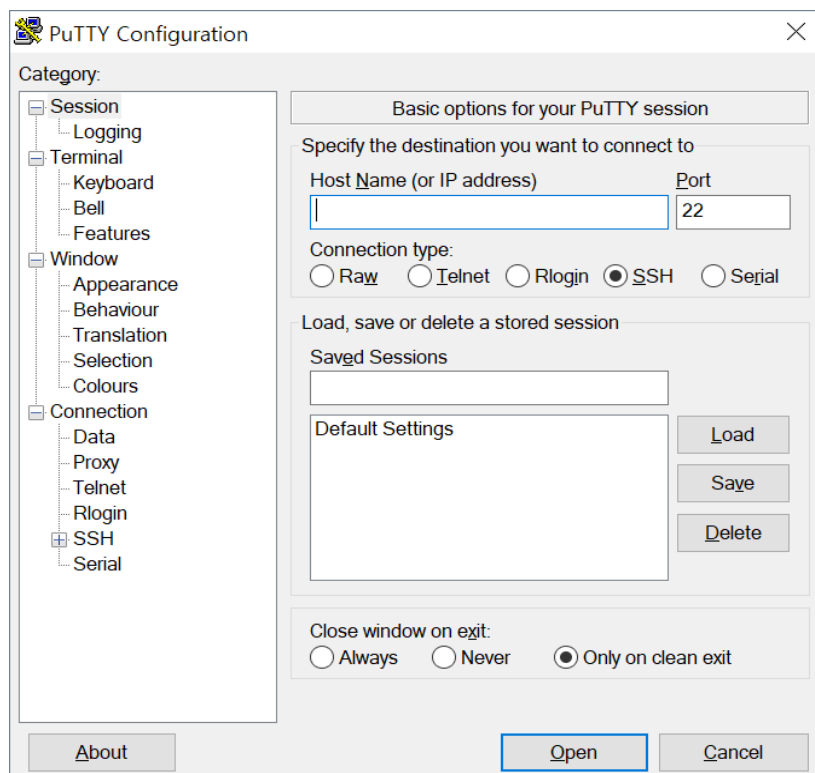 PuTTY Configuration
Category:
Session
Logging
Terminal
Keyboard
Bell
Features
Window
Appearance
Behaviour
Translation
Selection
Colours
Connection
Data
Proxy
Telnet
Rlogin
SSH
Serial
Basic options for your PuTTY session
Specify the destination you want to connect to
Host Name (or IP address) Port
22
Connection type:
Raw Telnet Rlogin SSH Serial
Load, save or delete a stored session
Saved Sessions
Default Settings
Load
Save
Delete
Close window on exit:
Always Never Only on clean exit
About Open Cancel